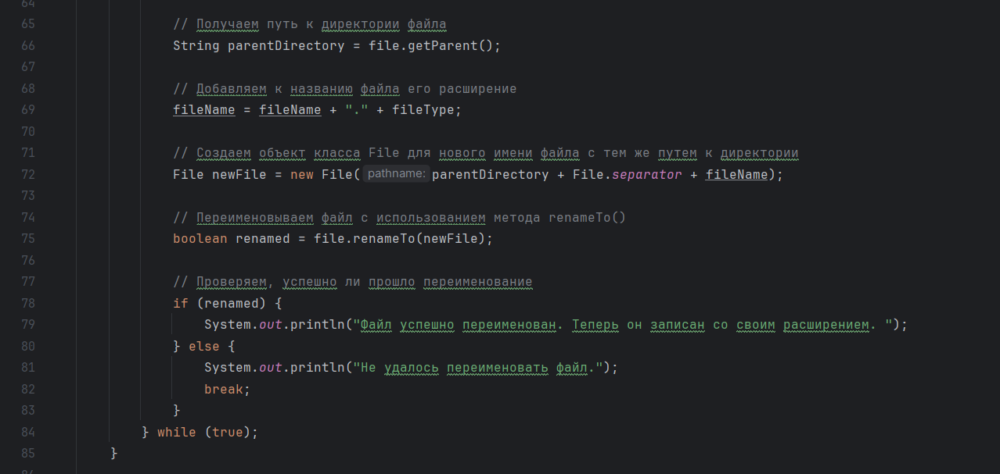 64
65 // Получаем путь к директории файла
66 String parentDirectory = file.getParent();
67
68 // Добавляем к названию файла его расширение
69 fileName = fileName + "." + fileType;
70
71 // Создаем объект класса File для нового имени файла с тем же путем к директории
72 File newFile = new File( pathname: parentDirectory + File.separator + fileName);
73
74 // Переименовываем файл с использованием метода renameTo()
75 boolean renamed = file.renameTo(newFile);
76
77 // Проверяем, успешно ли прошло переименование
78 if (renamed) {
79 System.out.println("Файл успешно переименован. Теперь он записан со своим расширением. ");
80 } else {
81 System.out.println("Не удалось переименовать файл.");
82 break;
83 }
84 } while (true);
85 }
86